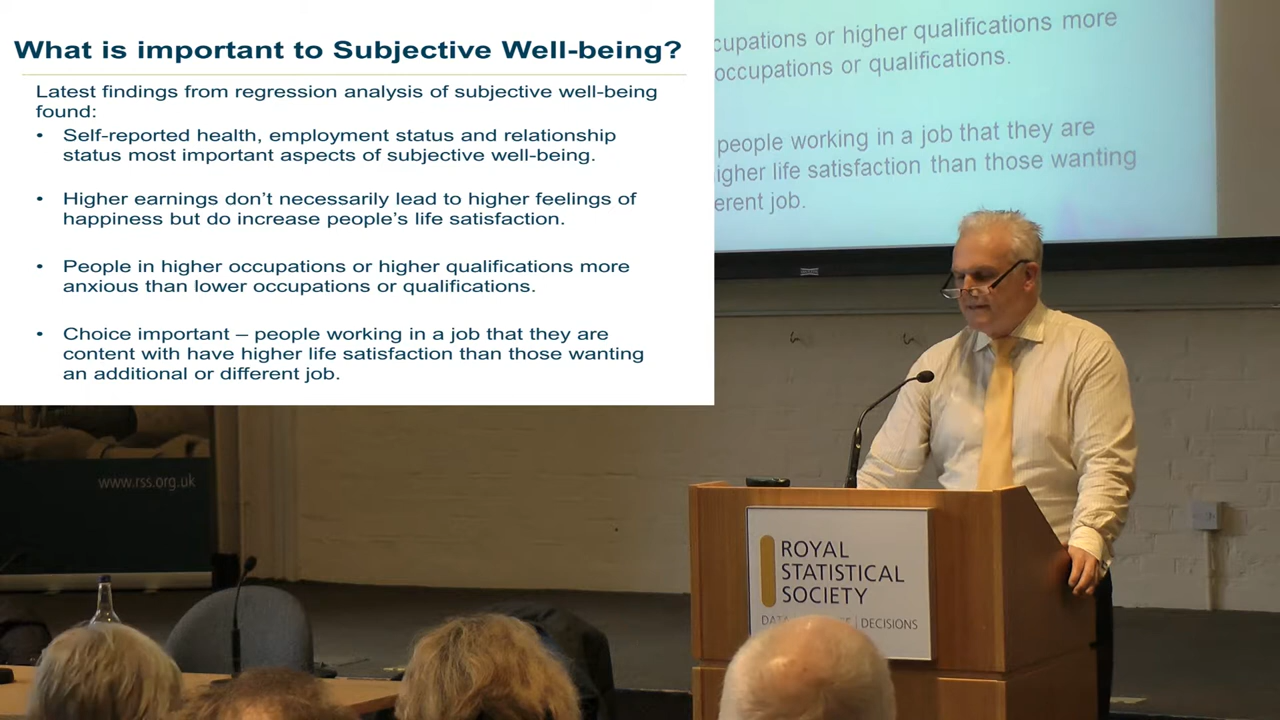 What is important to Subjective Well-being?
Latest findings from regression analysis of subjective well-being
found:
• Self-reported health, employment status and relationship
status most important aspects of subjective well-being.
• Higher earnings don’t necessarily lead to higher feelings of
happiness but do increase people’s life satisfaction.
• People in higher occupations or higher qualifications more
anxious than lower occupations or qualifications.
• Choice important – people working in a job that they are
content with have higher life satisfaction than those wanting
an additional or different job.
cupations or higher qualifications more
occupations or qualifications.
people working in a job that they are
igher life satisfaction than those wanting
erent job.
www.rss.org.uk
ROYAL
STATISTICAL
SOCIETY
DATA | DECISIONS